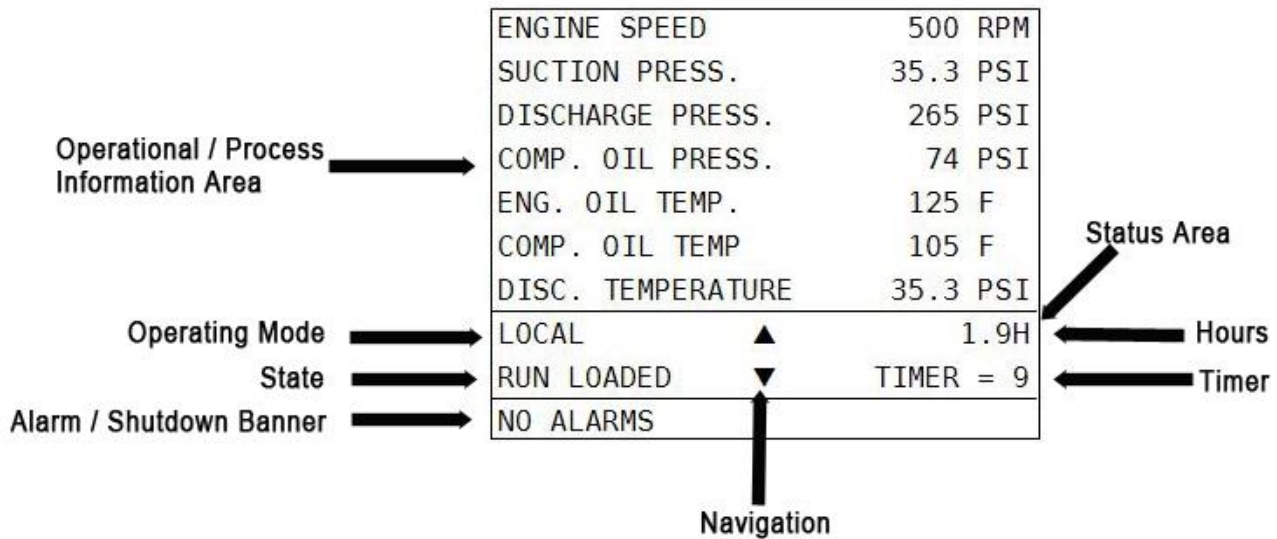 ENGINE SPEED 500 RPM
SUCTION PRESS. 35.3 PSI
DISCHARGE PRESS. 265 PSI
Operational / Process
Information Area
COMP. OIL PRESS. 74 PSI
ENG. OIL TEMP. 125 F
COMP. OIL TEMP 105 F
Status Area
DISC. TEMPERATURE 35.3 PSI
Operating Mode LOCAL ▲ 1.9H Hours
State RUN LOADED ▼ TIMER = 9 Timer
Alarm / Shutdown Banner NO ALARMS
Navigation